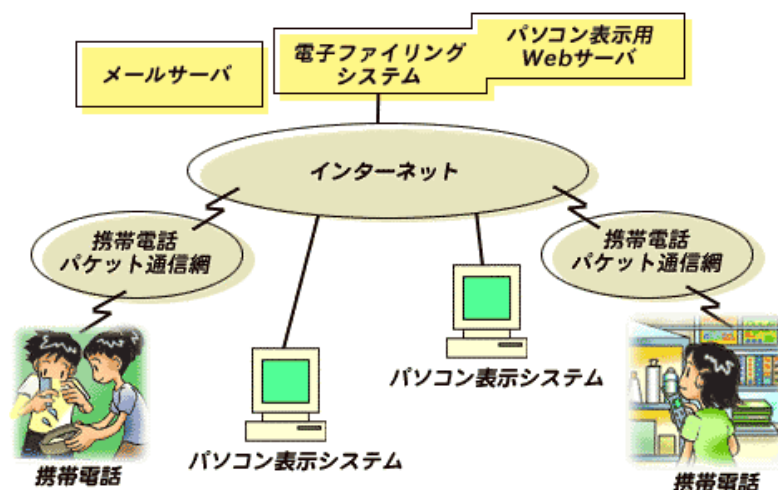 メールサーバ
電子ファイリング
システム
パソコン表示用
Webサーバ
インターネット
携帯電話
パケット通信網
携帯電話
パケット通信網
パソコン表示システム
携帯電話
パソコン表示システム
携帯電話